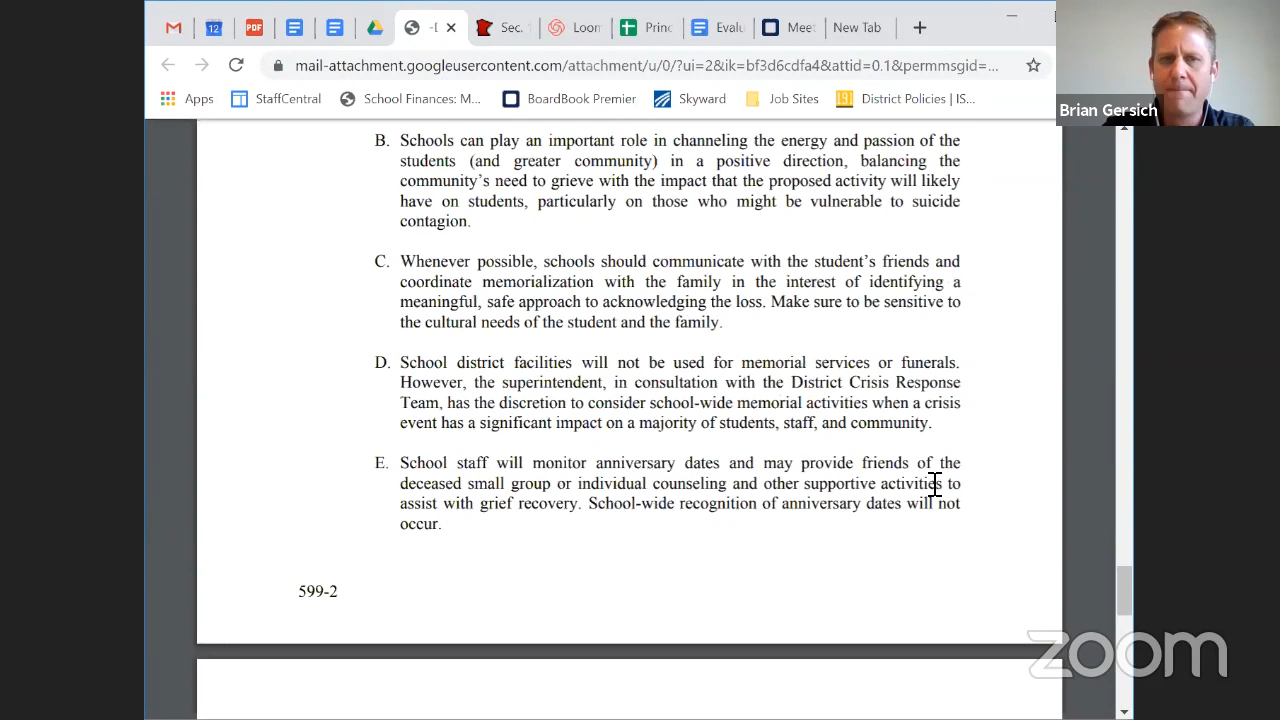 PDF
12
-[
Sec.
Loom
Princ
Evalu
Meet
New Tab
mail-attachment.googleusercontent.com/attachment/u/0/?ui=2&ik=bf3d6cdfa4&attid=0.1&permmsgid=...
Apps
StaffCentral
School Finances: M...
BoardBook Premier
Skyward
Job Sites
191
District Policies | IS...
Brian Gersich
B. Schools can play an important role in channeling the energy and passion of the
students (and greater community) in a positive direction, balancing the
community's need to grieve with the impact that the proposed activity will likely
have on students, particularly on those who might be vulnerable to suicide
contagion.
C. Whenever possible, schools should communicate with the student's friends and
coordinate memorialization with the family in the interest of identifying a
meaningful, safe approach to acknowledging the loss. Make sure to be sensitive to
the cultural needs of the student and the family.
D. School district facilities will not be used for memorial services or funerals.
However, the superintendent, in consultation with the District Crisis Response
Team, has the discretion to consider school-wide memorial activities when a crisis
event has a significant impact on a majority of students, staff, and community.
E. School staff will monitor anniversary dates and may provide friends of the
deceased small group or individual counseling and other supportive activities to
assist with grief recovery. School-wide recognition of anniversary dates will not
occur.
599-2
zoom